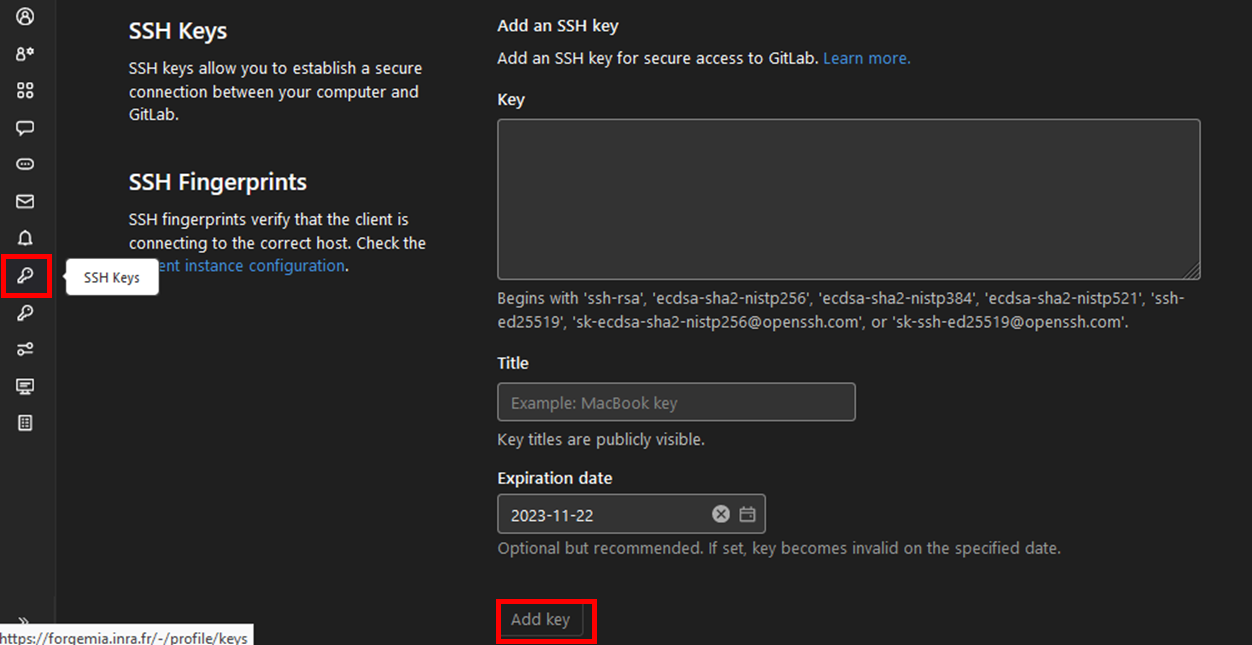 SSH Keys
SSH keys allow you to establish a secure
connection between your computer and
GitLab.
SSH Fingerprints
SSH fingerprints verify that the client is
connecting to the correct host. Check the
ent instance configuration.
SSH Keys
Add an SSH key
Add an SSH key for secure access to GitLab. Learn more.
Key
Begins with 'ssh-rsa', 'ecdsa-sha2-nistp256', 'ecdsa-sha2-nistp384', 'ecdsa-sha2-nistp521', 'ssh-
ed25519', 'sk-ecdsa-sha2-nistp256@openssh.com', or 'sk-ssh-ed25519@openssh.com'.
Title
Example: MacBook key
Key titles are publicly visible.
Expiration date
2023-11-22
Optional but recommended. If set, key becomes invalid on the specified date.
Add key
https://forgemia.inra.fr/-/profile/keys